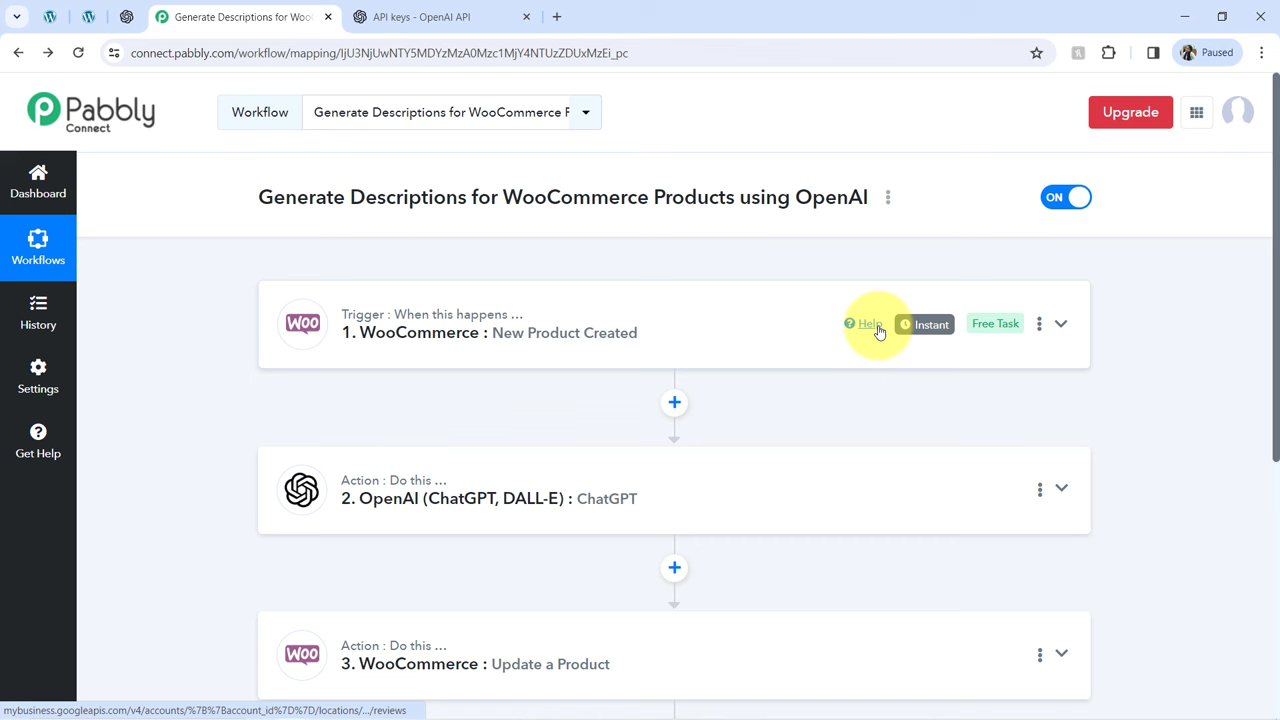 Generate Descriptions for Woo
API keys - OpenAI API
connect.pabbly.com/workflow/mapping/IjU3NjUwNTY5MDYzMzA0Mzc1MjY4NTUzZDUxMzEi_pc
Paused
Pabbly
Connect
Workflow
Generate Descriptions for WooCommerce F
Upgrade
Dashboard
Workflows
History
Settings
Get Help
Generate Descriptions for WooCommerce Products using OpenAI
ON
Trigger : When this happens ...
WOO
1. WooCommerce : New Product Created
Help
Instant
Free Task
Action : Do this ...
2. OpenAI (ChatGPT, DALL-E) : ChatGPT
Action : Do this ...
WOO
3. WooCommerce : Update a Product
mybusiness.googleapis.com/v4/accounts/%7B%7Baccount_id%7D%7D/locations/.../reviews